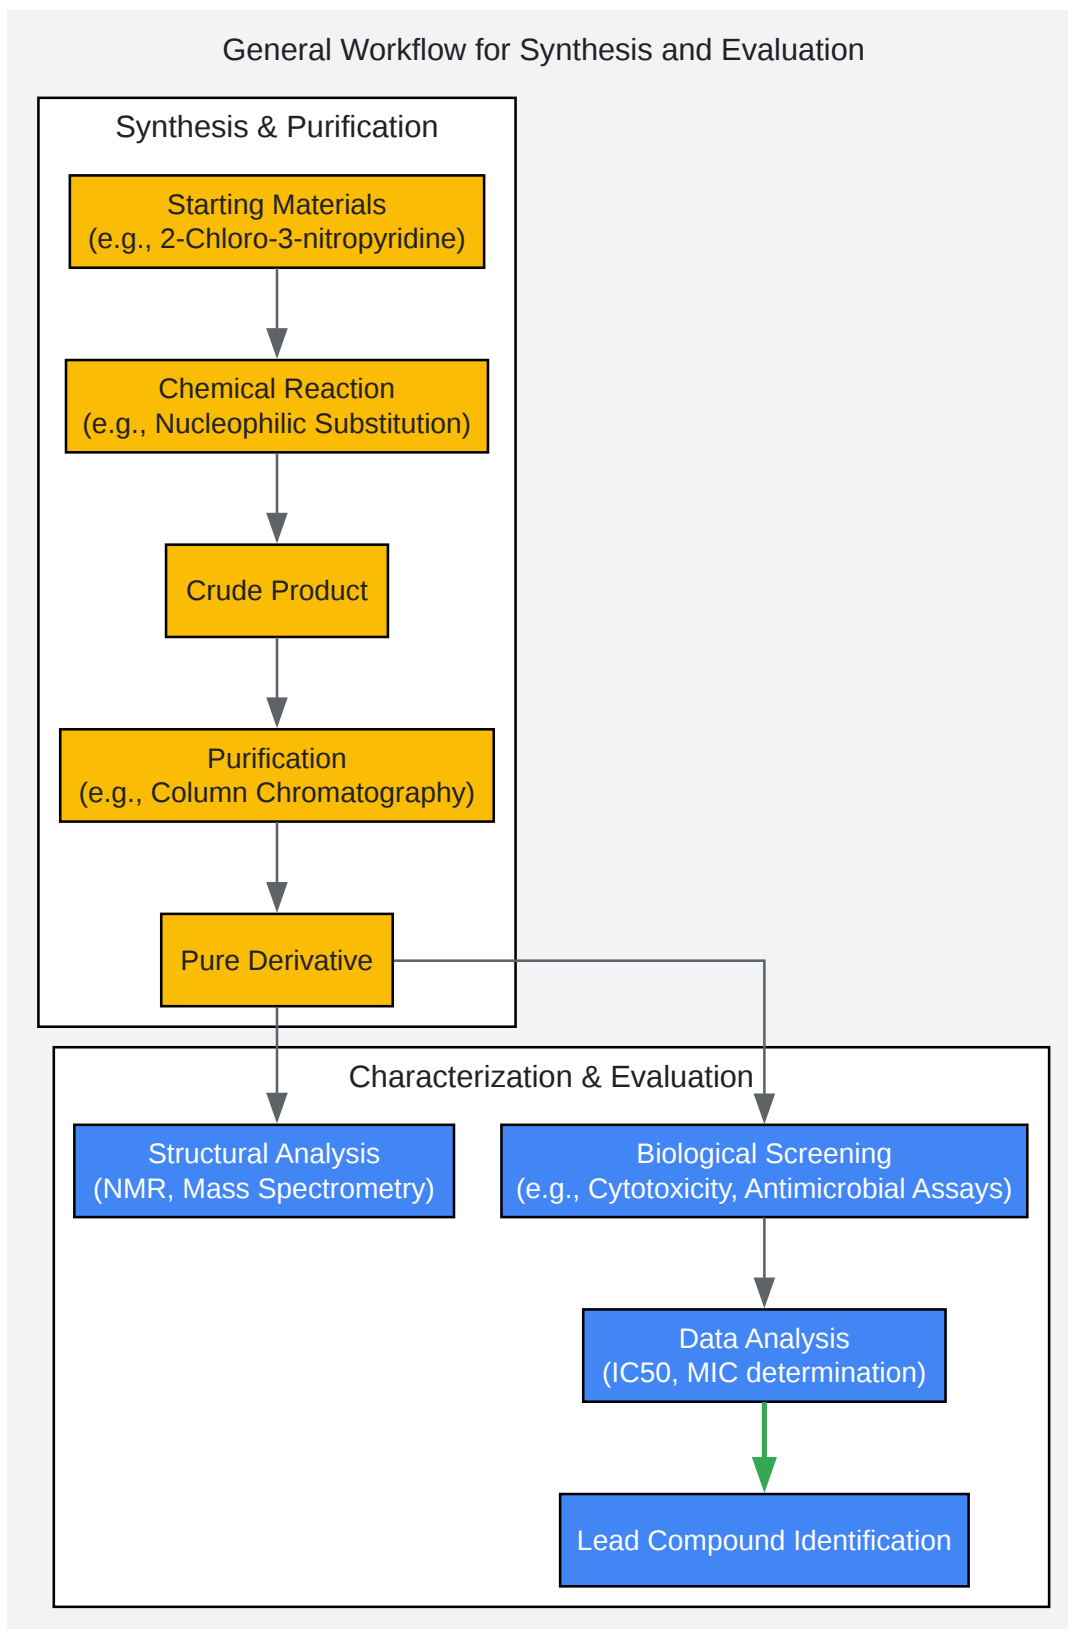 General Workflow for Synthesis and Evaluation
Synthesis & Purification
Starting Materials
(e.g., 2-Chloro-3-nitropyridine)
Chemical Reaction
(e.g., Nucleophilic Substitution)
Crude Product
Purification
(e.g., Column Chromatography)
Pure Derivative
Characterization & Evaluation
Structural Analysis
(NMR, Mass Spectrometry)
Biological Screening
(e.g., Cytotoxicity, Antimicrobial Assays)
Data Analysis
(IC50, MIC determination)
Lead Compound Identification